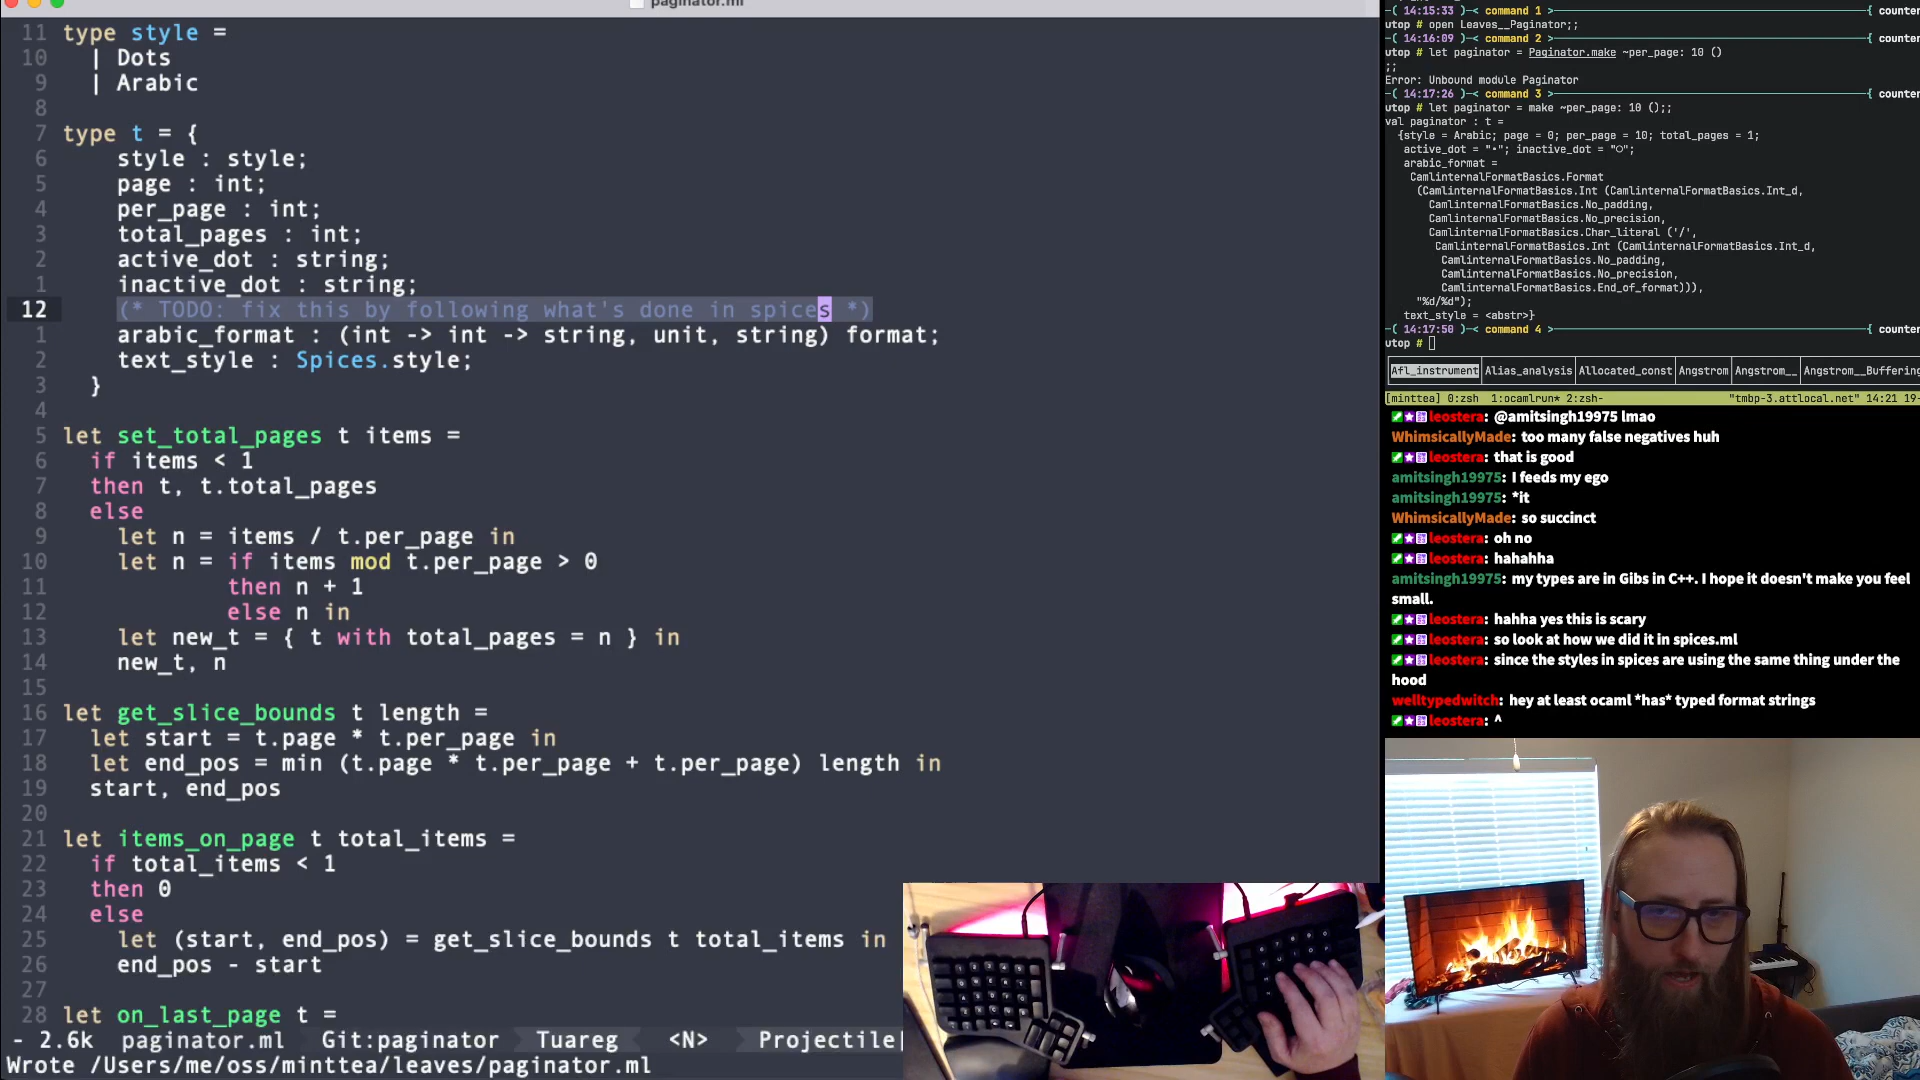 paginator.ml
11 type style =
10 | Dots
9 | Arabic
8
7 type t = {
6 style : style;
5 page : int;
4 per_page : int;
3 total_pages : int;
2 active_dot : string;
1 inactive_dot : string;
12 (* TODO: fix this by following what's done in spices *)
1 arabic_format : (int -> int -> string, unit, string) format;
2 text_style : Spices.style;
3 }
4
5 let set_total_pages t items =
6 if items < 1
7 then t, t.total_pages
8 else
9 let n = items / t.per_page in
10 let n = if items mod t.per_page > 0
11 then n + 1
12 else n in
13 let new_t = { t with total_pages = n } in
14 new_t, n
15
16 let get_slice_bounds t length =
17 let start = t.page * t.per_page in
18 let end_pos = min (t.page * t.per_page + t.per_page) length in
19 start, end_pos
20
21 let items_on_page t total_items =
22 if total_items < 1
23 then 0
24 else
25 let (start, end_pos) = get_slice_bounds t total_items in
26 end_pos - start
27
28 let on_last_page t =
- 2.6k paginator.ml Git:paginator Tuareg <N> Projectile
Wrote /Users/me/oss/minttea/leaves/paginator.ml
-( 14:15:33 )-< command 1 >-{ counter
utop # open Leaves__Paginator;;
-( 14:16:09 )-< command 2 >-{ counter
utop # let paginator = Paginator.make ~per_page: 10 ()
;;
Error: Unbound module Paginator
-( 14:17:26 )-< command 3 >-{ counter
utop # let paginator = make ~per_page: 10 ();;
val paginator : t =
{style = Arabic; page = 0; per_page = 10; total_pages = 1;
active_dot = "•"; inactive_dot = "○";
arabic_format =
CamlinternalFormatBasics.Format
(CamlinternalFormatBasics.Int (CamlinternalFormatBasics.Int_d,
CamlinternalFormatBasics.No_padding,
CamlinternalFormatBasics.No_precision,
CamlinternalFormatBasics.Char_literal ('/',
CamlinternalFormatBasics.Int (CamlinternalFormatBasics.Int_d,
CamlinternalFormatBasics.No_padding,
CamlinternalFormatBasics.No_precision,
CamlinternalFormatBasics.End_of_format))),
"%d/%d");
text_style = <abstr>}
-( 14:17:50 )-< command 4 >-{ counter
utop #
Afl_instrument Alias_analysis Allocated_const Angstrom Angstrom__ Angstrom__Buffering
[minttea] 0:zsh 1:ocamlrun* 2:zsh- "tmbp-3.attlocal.net" 14:21 19-
leostera: @amitsingh19975 lmao
WhimsicallyMade: too many false negatives huh
leostera: that is good
amitsingh19975: I feeds my ego
amitsingh19975: *it
WhimsicallyMade: so succinct
leostera: oh no
leostera: hahahha
amitsingh19975: my types are in Gibs in C++. I hope it doesn't make you feel
small.
leostera: hahha yes this is scary
leostera: so look at how we did it in spices.ml
leostera: since the styles in spices are using the same thing under the
hood
welltypedwitch: hey at least ocaml *has* typed format strings
leostera: ^